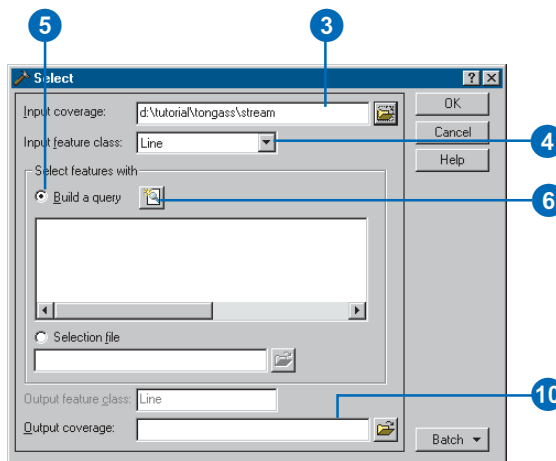 5
3
Select
Input coverage: d:\tutorial\tongass\stream
OK
Input feature class: Line
Cancel
4
Help
Select features with
Build a query
6
Selection file
Output feature class: Line
10
Output coverage:
Batch